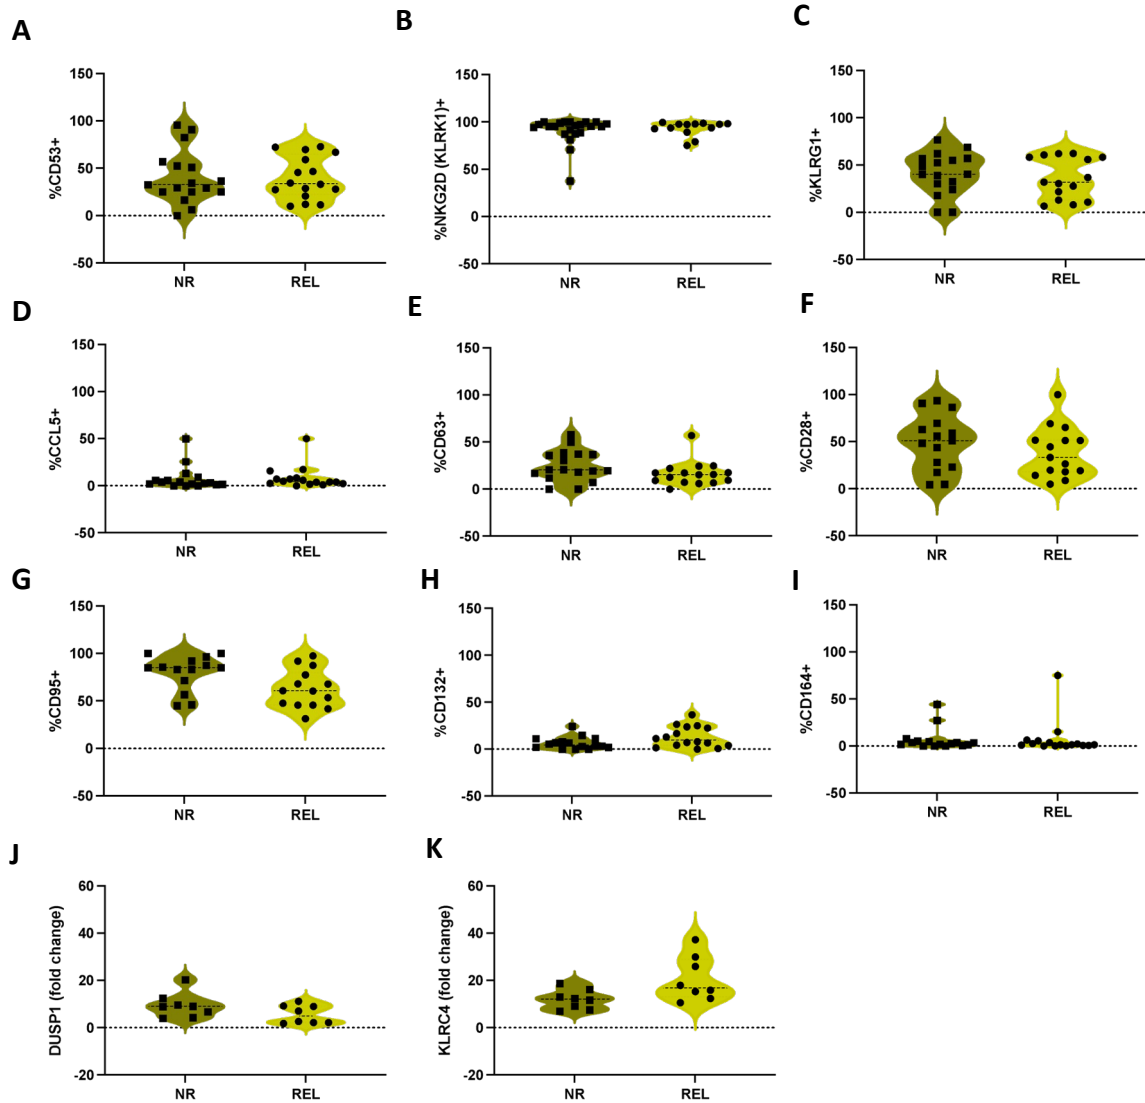 A
%CD53+
150
100
50
0
-50
NR
REL
B
%NKG2D (KLRK1)+
150
100
50
0
-50
NR
REL
C
%KLRG1+
150
100
50
0
-50
NR
REL
D
%CCL5+
150
100
50
0
-50
NR
REL
E
%CD63+
150
100
50
0
-50
NR
REL
F
%CD28+
150
100
50
0
-50
NR
REL
G
%CD95+
150
100
50
0
-50
NR
REL
H
%CD132+
150
100
50
0
-50
NR
REL
I
%CD164+
150
100
50
0
-50
NR
REL
J
DUSP1 (fold change)
60
40
20
0
-20
NR
REL
K
KLRC4 (fold change)
60
40
20
0
-20
NR
REL